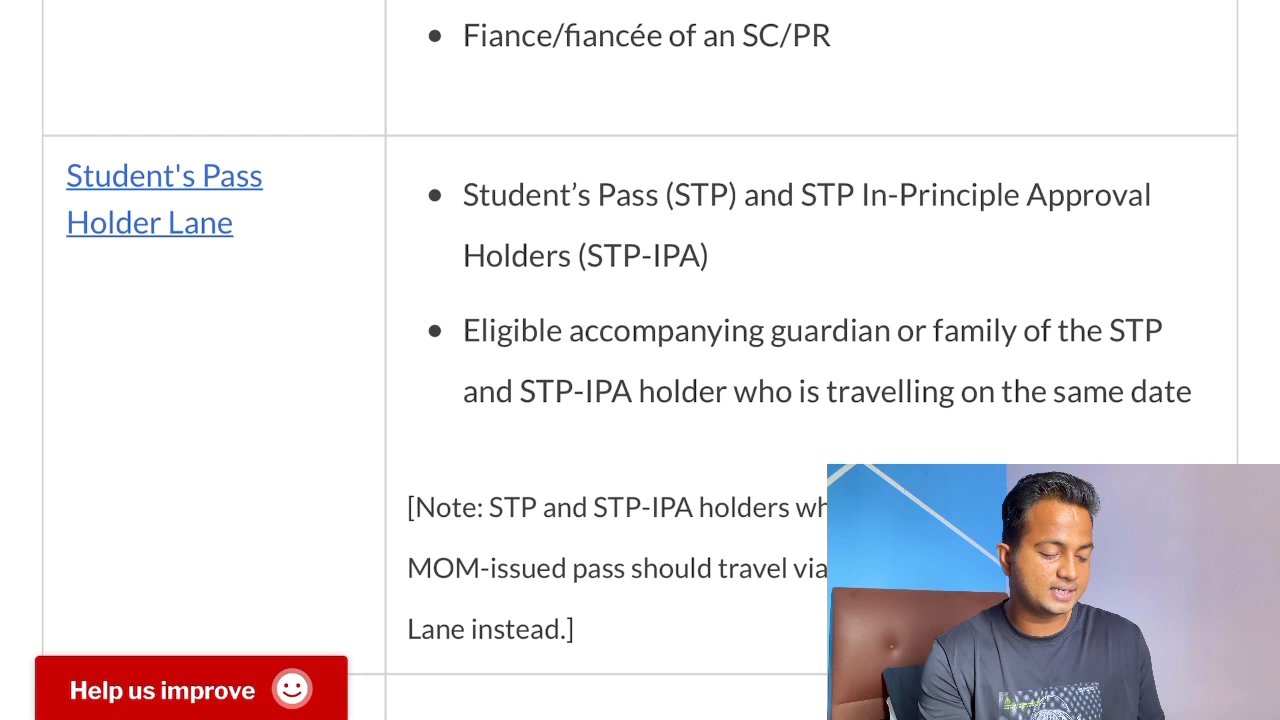 Fiance/fiancée of an SC/PR
Student's Pass
Holder Lane
Student’s Pass (STP) and STP In-Principle Approval
Holders (STP-IPA)
Eligible accompanying guardian or family of the STP
and STP-IPA holder who is travelling on the same date
[Note: STP and STP-IPA holders
MOM-issued pass should travel via
Lane instead.]
Help us improve